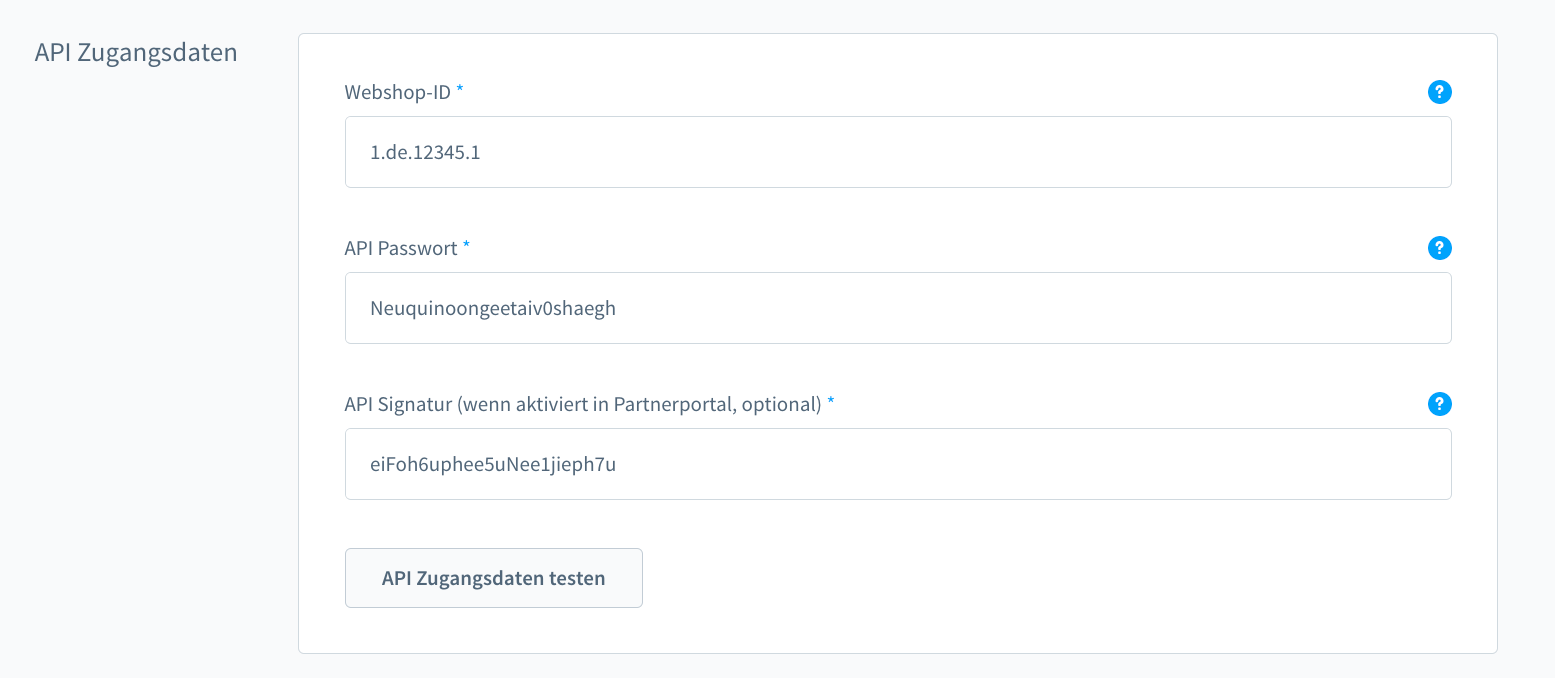 API Zugangsdaten
Webshop-ID *
?
1.de.12345.1
API Passwort *
?
Neuquinoongeetaiv0shaegh
API Signatur (wenn aktiviert in Partnerportal, optional) *
?
eiFoh6uphee5uNee1jieph7u
API Zugangsdaten testen